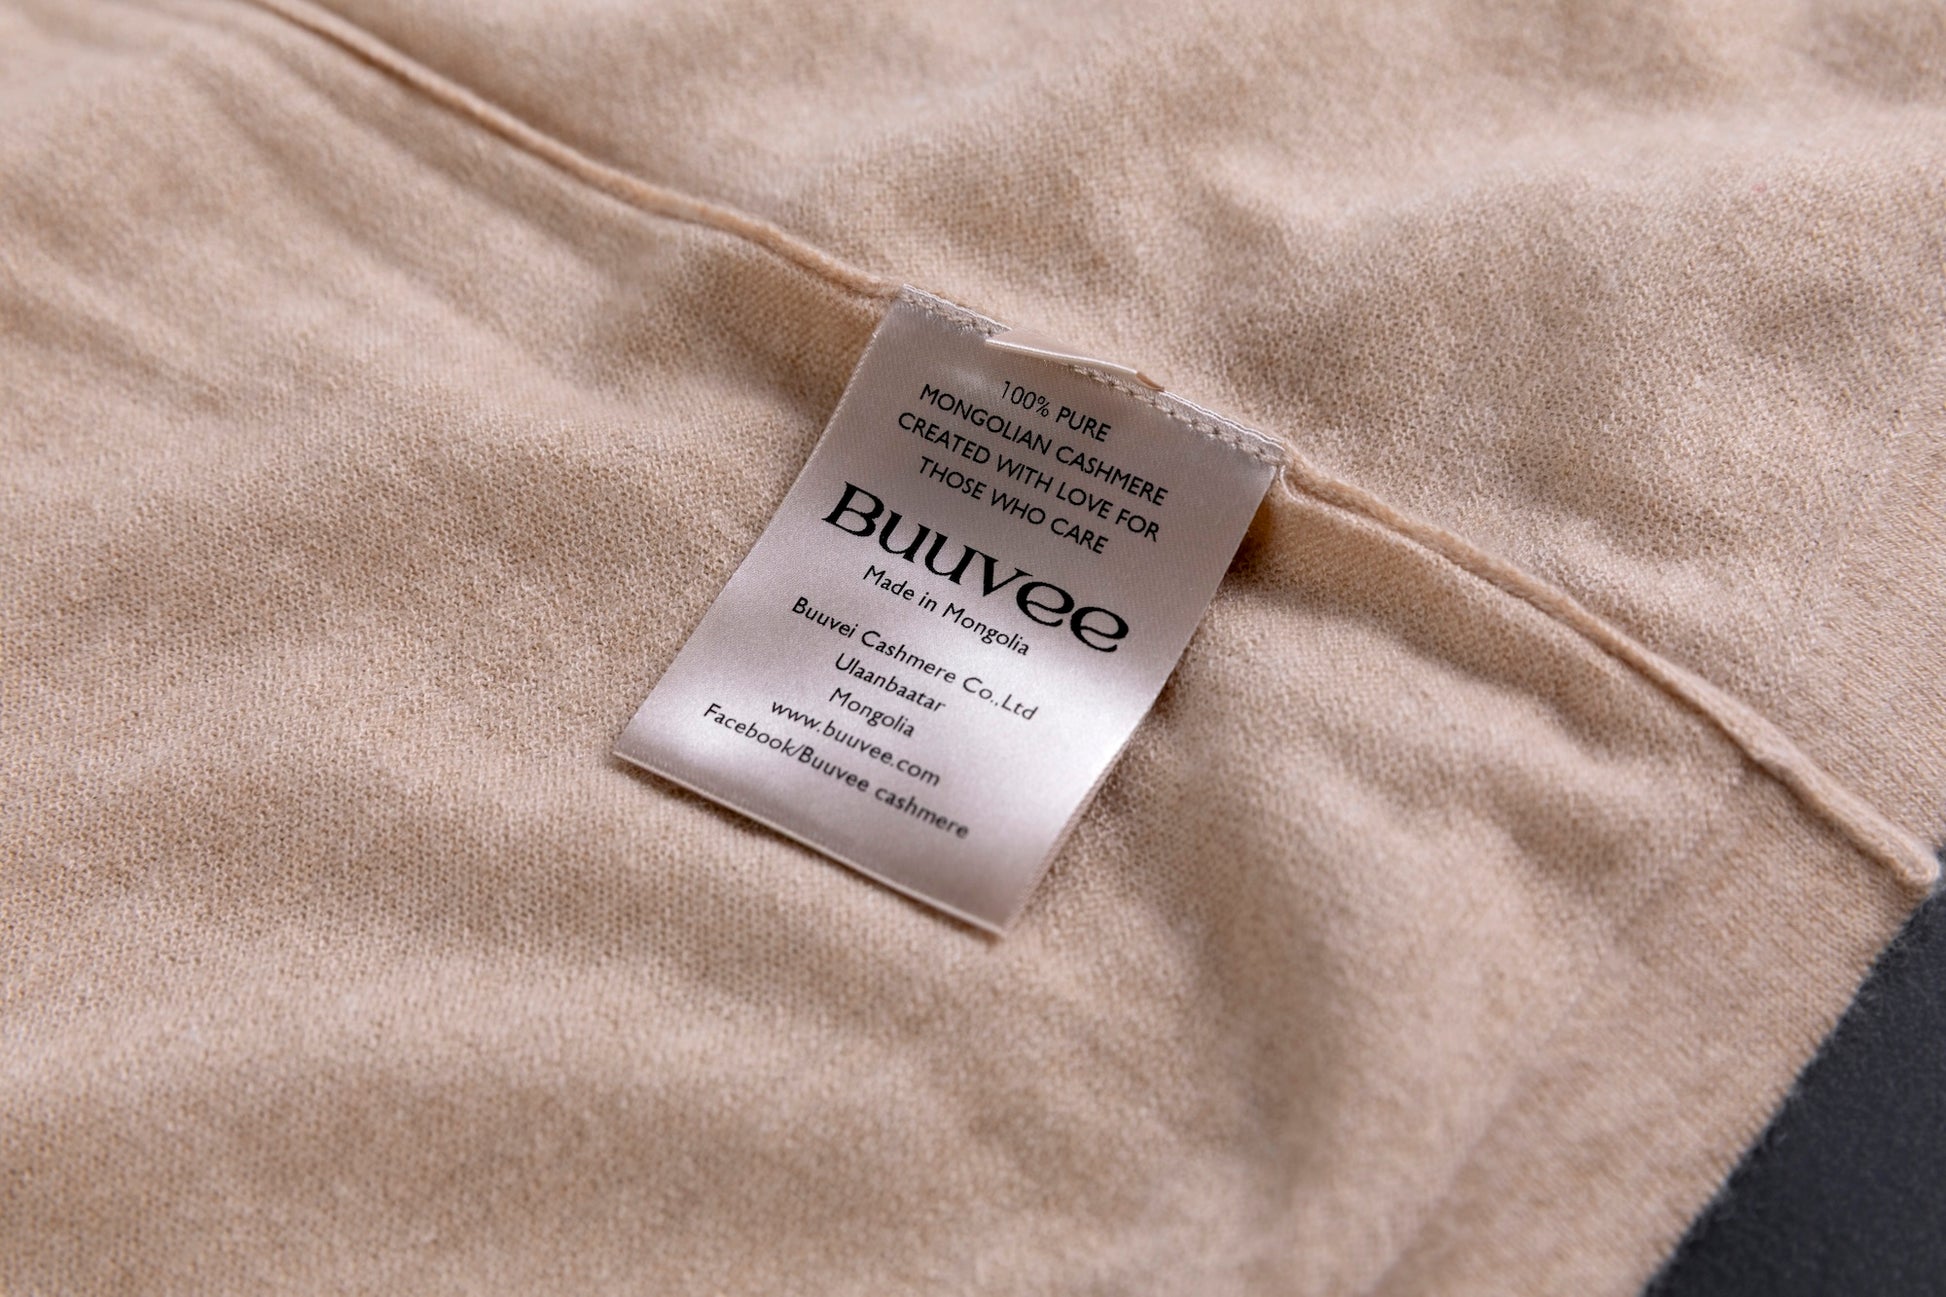 100% PURE
MONGOLIAN CASHMERE
CREATED WITH LOVE FOR
THOSE WHO CARE
Buuvee
Made in Mongolia
Buuvei Cashmere Co.,Ltd
Ulaanbaatar
Mongolia
www.buuvee.com
Facebook/Buuvee cashmere